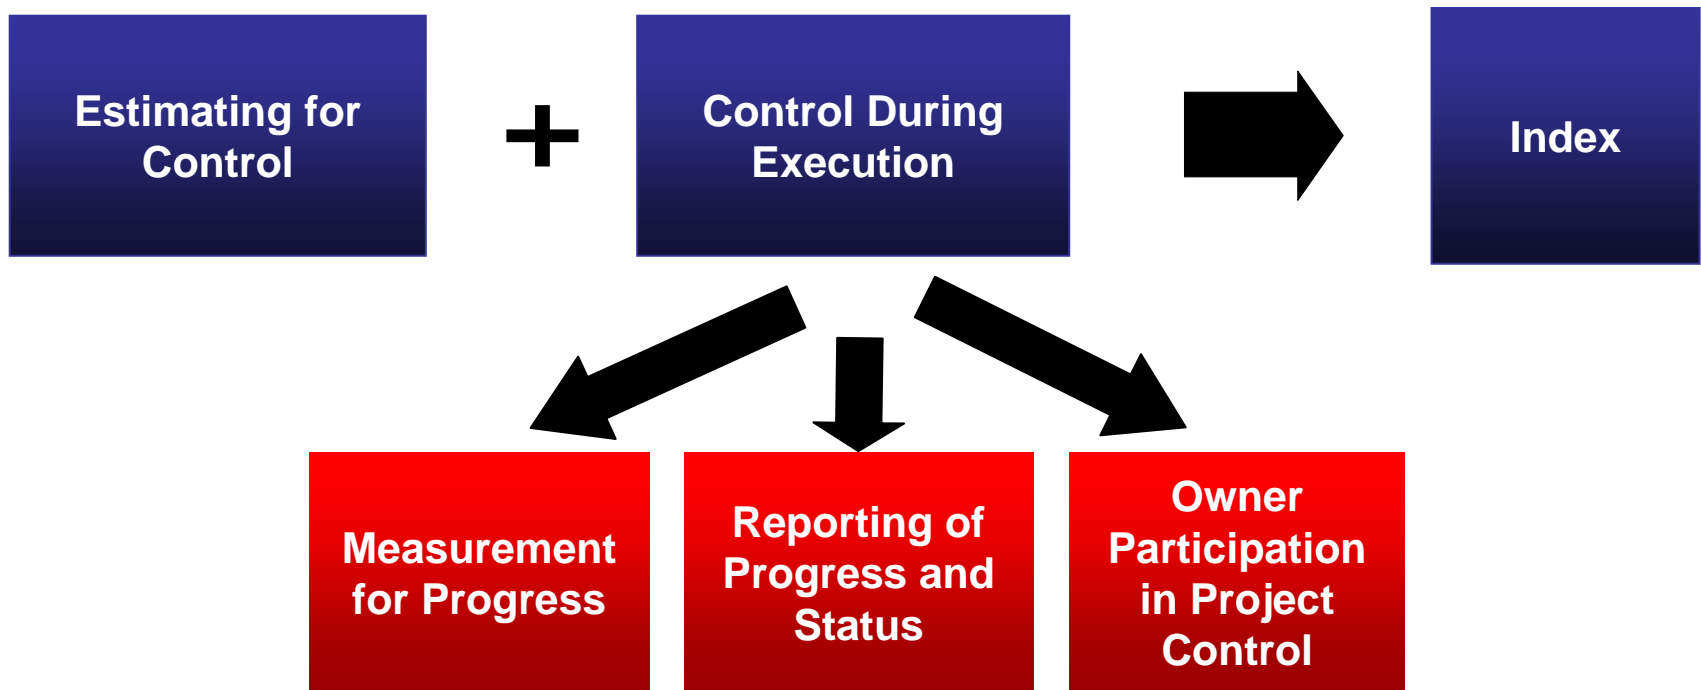 Estimating for
Control
+
Control During
Execution
Index
Measurement
for Progress
Reporting of
Progress and
Status
Owner
Participation
in Project
Control